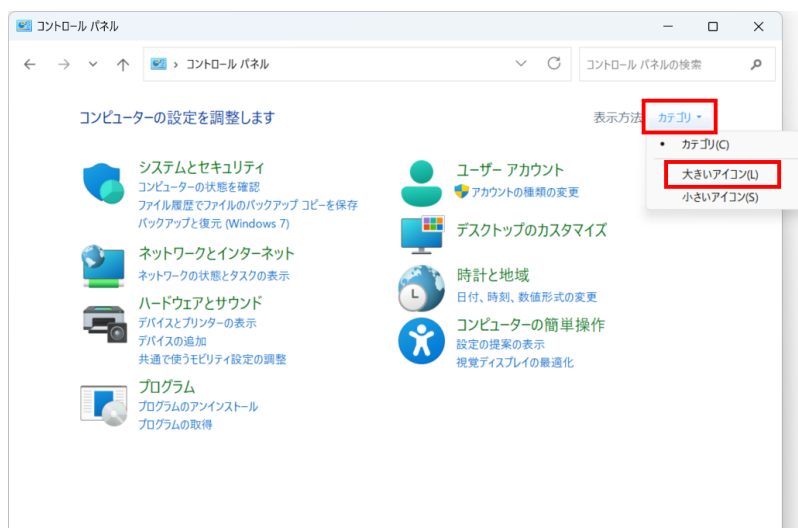 コントロール パネル
コントロール パネル
コントロール パネルの検索
コンピューターの設定を調整します
表示方法: カテゴリ
カテゴリ(C)
大きいアイコン(L)
小さいアイコン(S)
システムとセキュリティ
コンピューターの状態を確認
ファイル履歴でファイルのバックアップ コピーを保存
バックアップと復元 (Windows 7)
ネットワークとインターネット
ネットワークの状態とタスクの表示
ハードウェアとサウンド
デバイスとプリンターの表示
デバイスの追加
共通で使うモビリティ設定の調整
プログラム
プログラムのアンインストール
プログラムの取得
ユーザー アカウント
アカウントの種類の変更
デスクトップのカスタマイズ
時計と地域
日付、時刻、数値形式の変更
コンピューターの簡単操作
設定の提案の表示
視覚ディスプレイの最適化